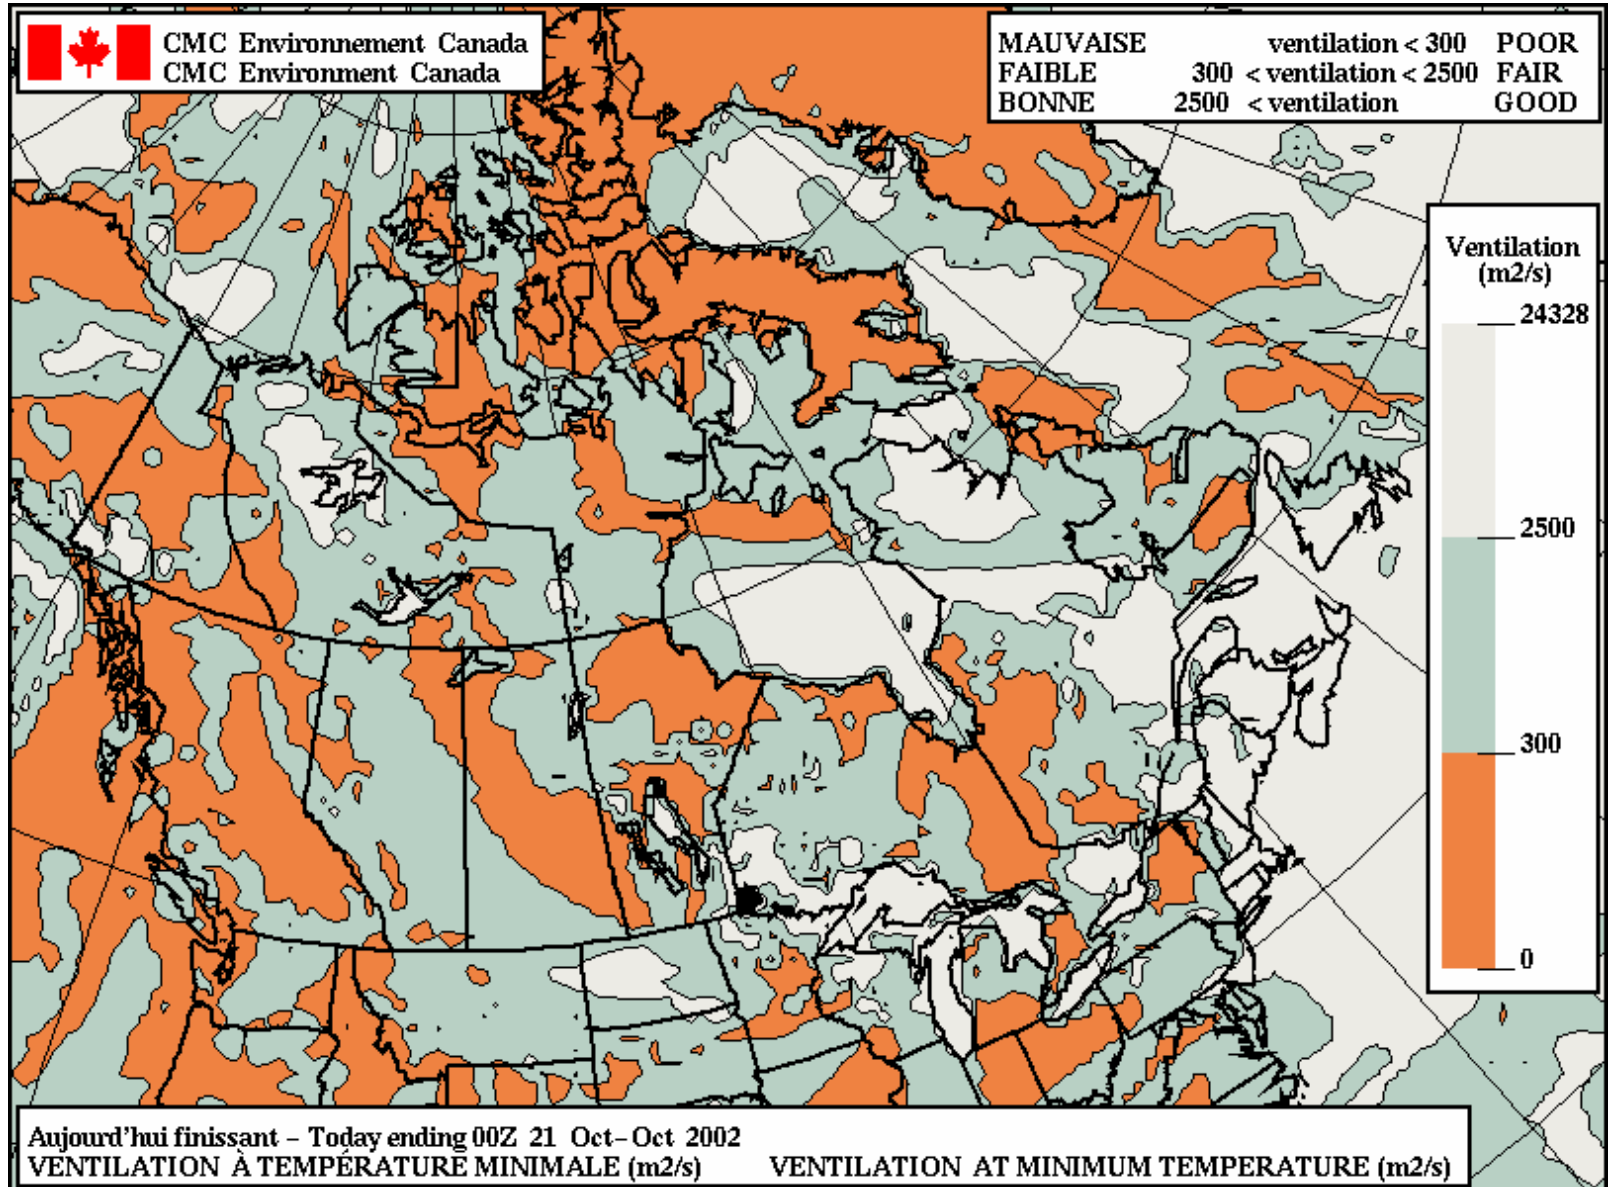 CMC Environnement Canada
CMC Environment Canada
MAUVAISE ventilation < 300 POOR
FAIBLE 300 < ventilation < 2500 FAIR
BONNE 2500 < ventilation GOOD
Ventilation
(m2/s)
24328
2500
300
0
Aujourd'hui finissant - Today ending 00Z 21 Oct-Oct 2002
VENTILATION À TEMPÉRATURE MINIMALE (m2/s) VENTILATION AT MINIMUM TEMPERATURE (m2/s)